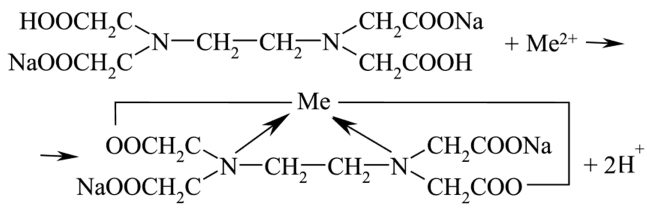 HOOCH₂C CH₂COONa
N—CH₂—CH₂—N + Me²⁺ →
NaOOCH₂C CH₂COOH
Me
→ OOCH₂C CH₂COONa
N—CH₂—CH₂—N + 2H⁺
NaOOCH₂C CH₂COO